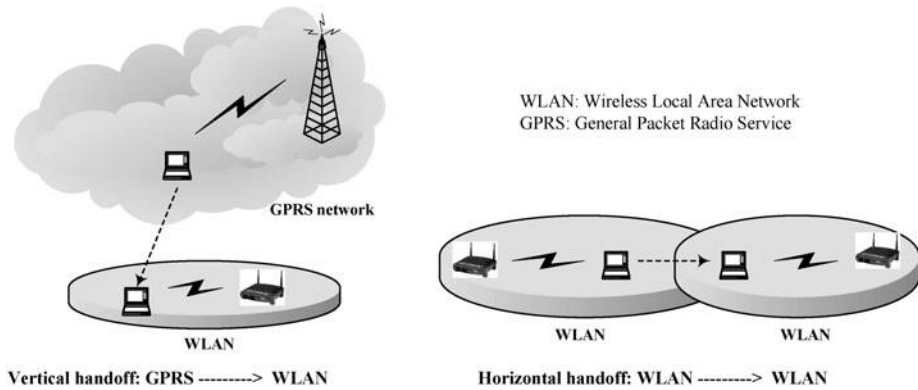 WLAN: Wireless Local Area Network
GPRS: General Packet Radio Service
GPRS network
WLAN
WLAN
WLAN
Vertical handoff: GPRS ---------> WLAN
Horizontal handoff: WLAN ---------> WLAN